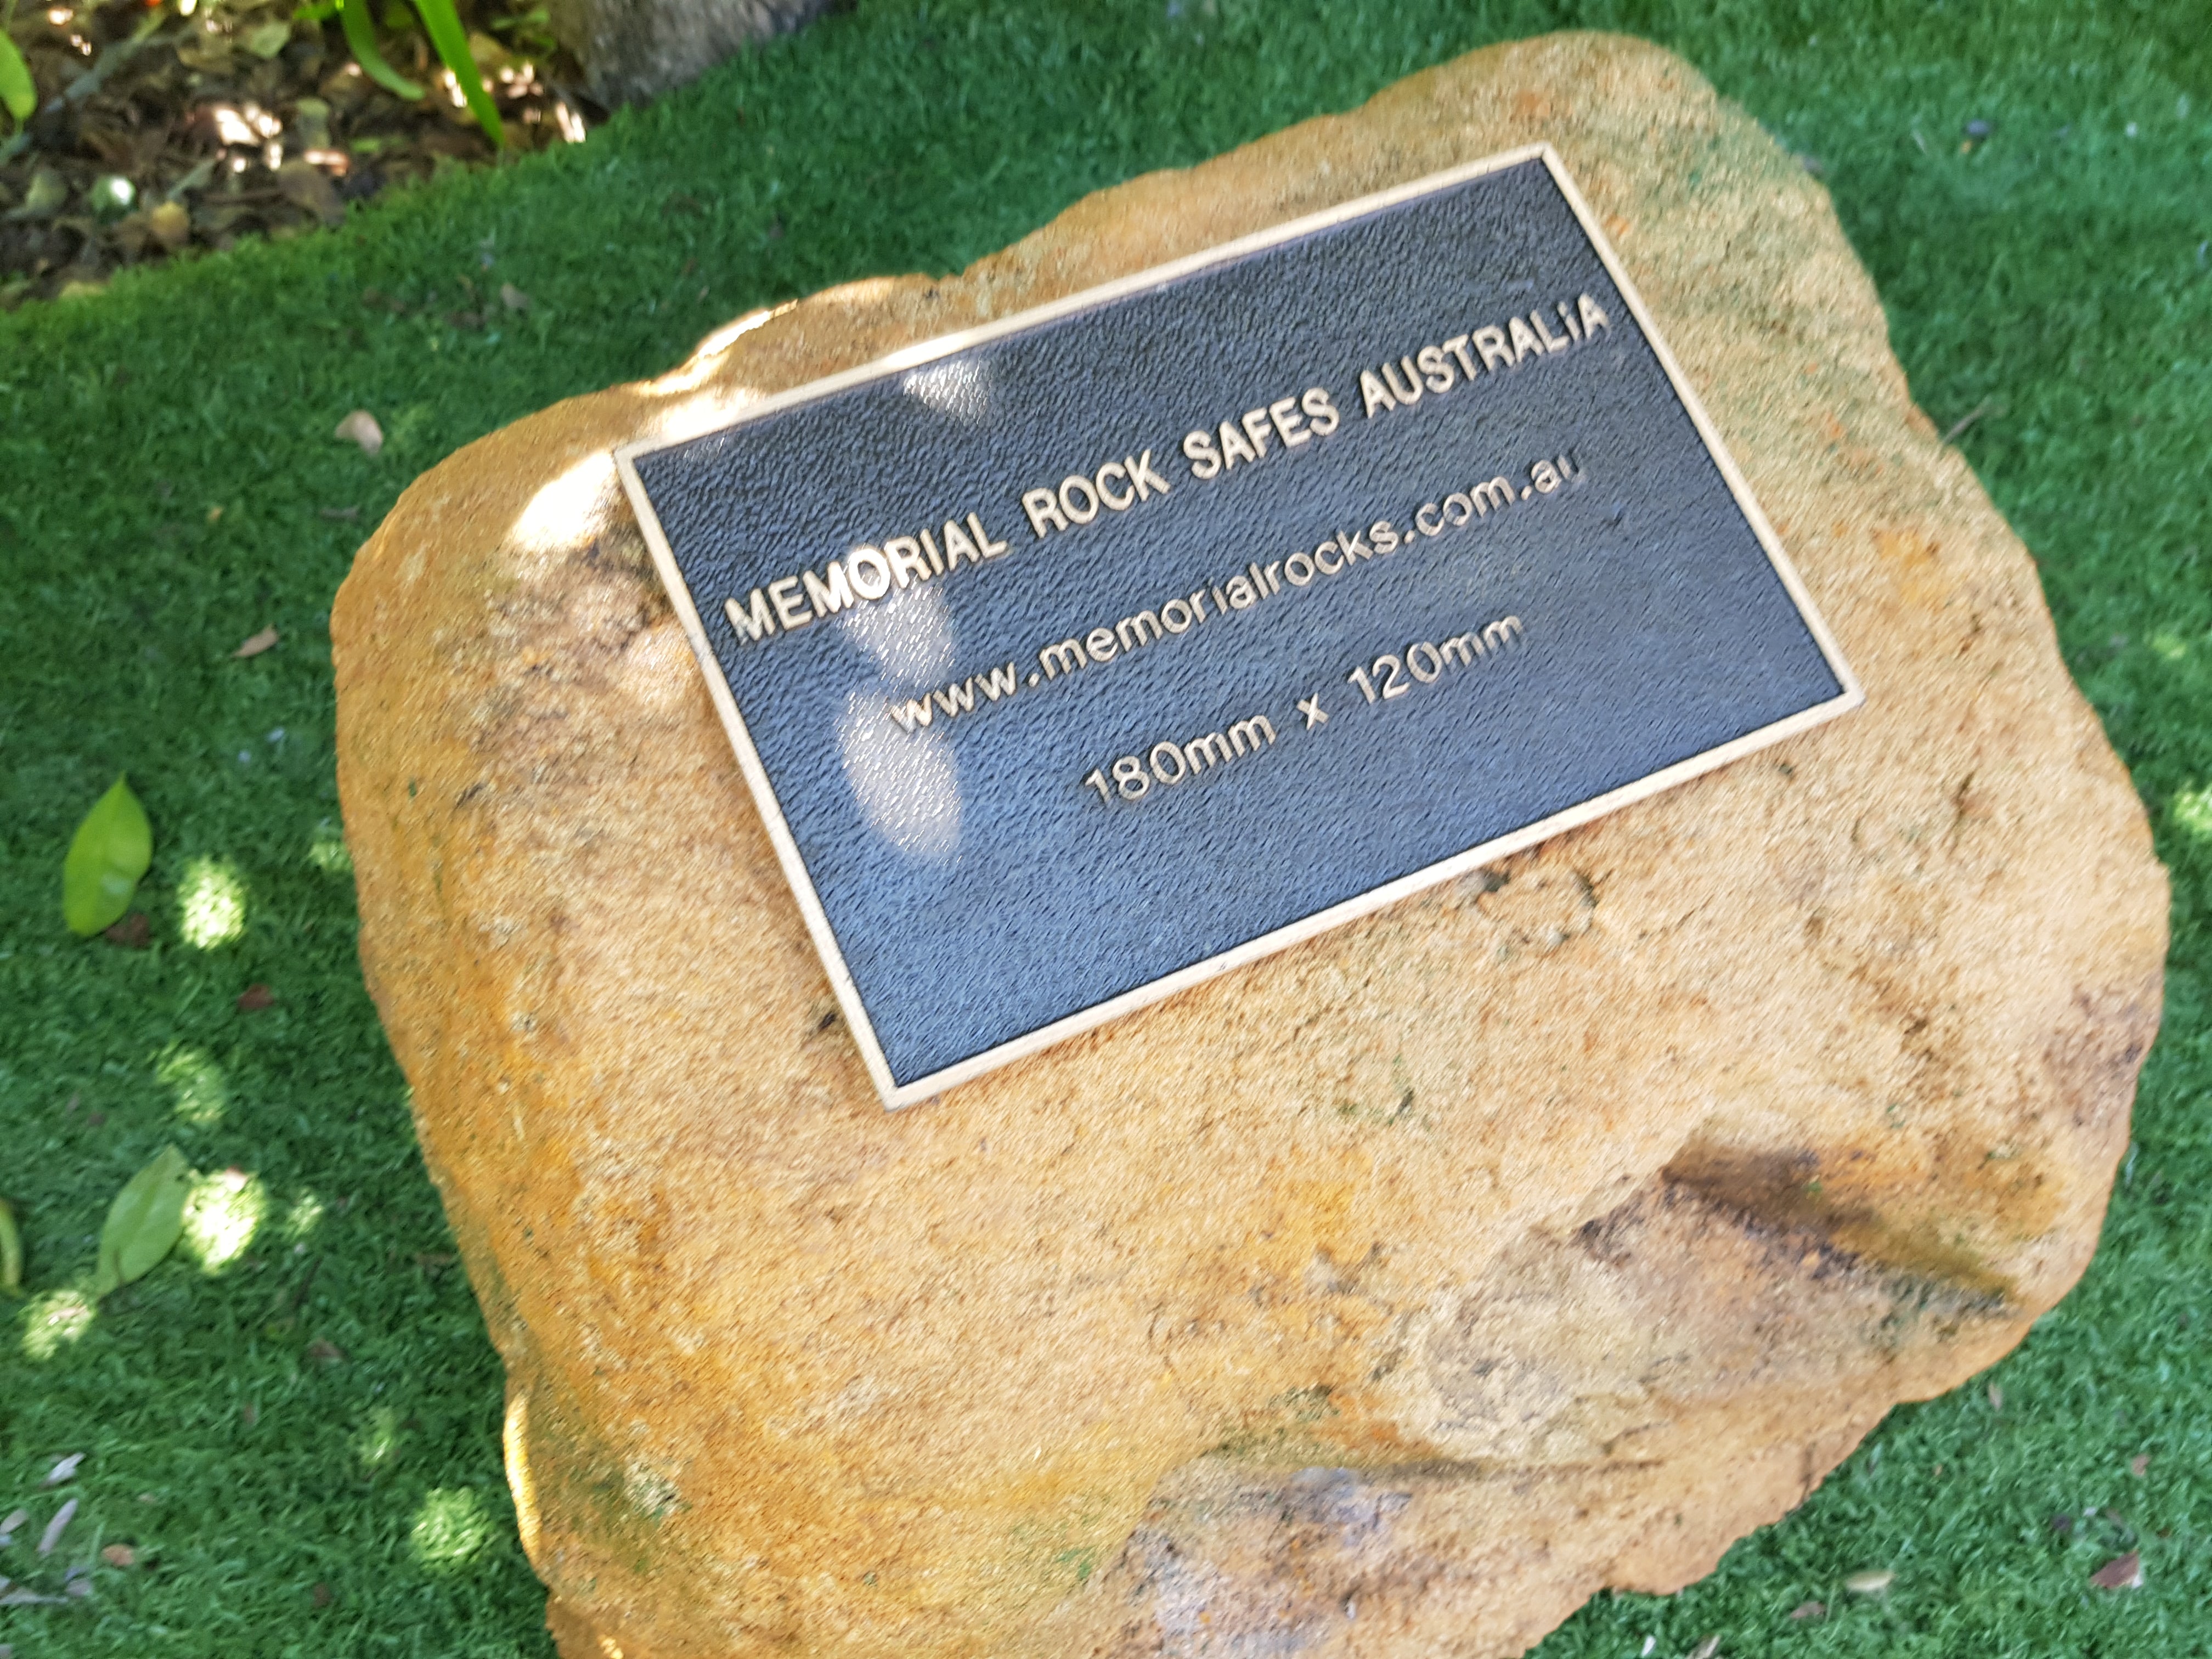 MEMORIAL ROCK SAFES AUSTRALIA
www.memorialrocks.com.au
180mm x 120mm